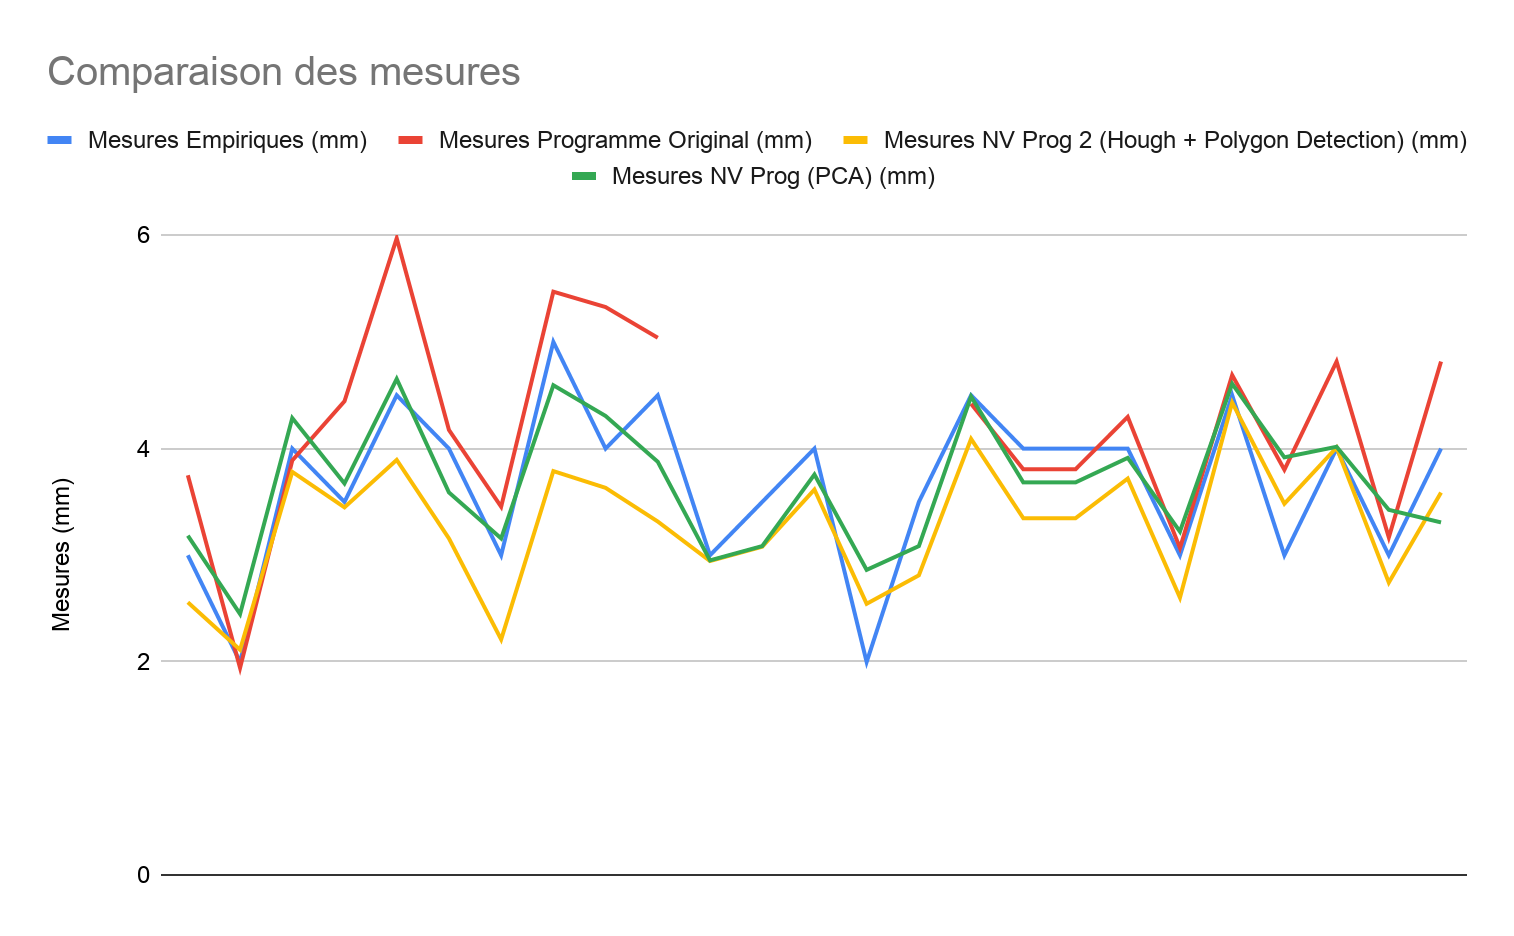 Comparaison des mesures
Mesures Empiriques (mm) Mesures Programme Original (mm) Mesures NV Prog 2 (Hough + Polygon Detection) (mm)
Mesures NV Prog (PCA) (mm)
6
4
2
0
Mesures (mm)